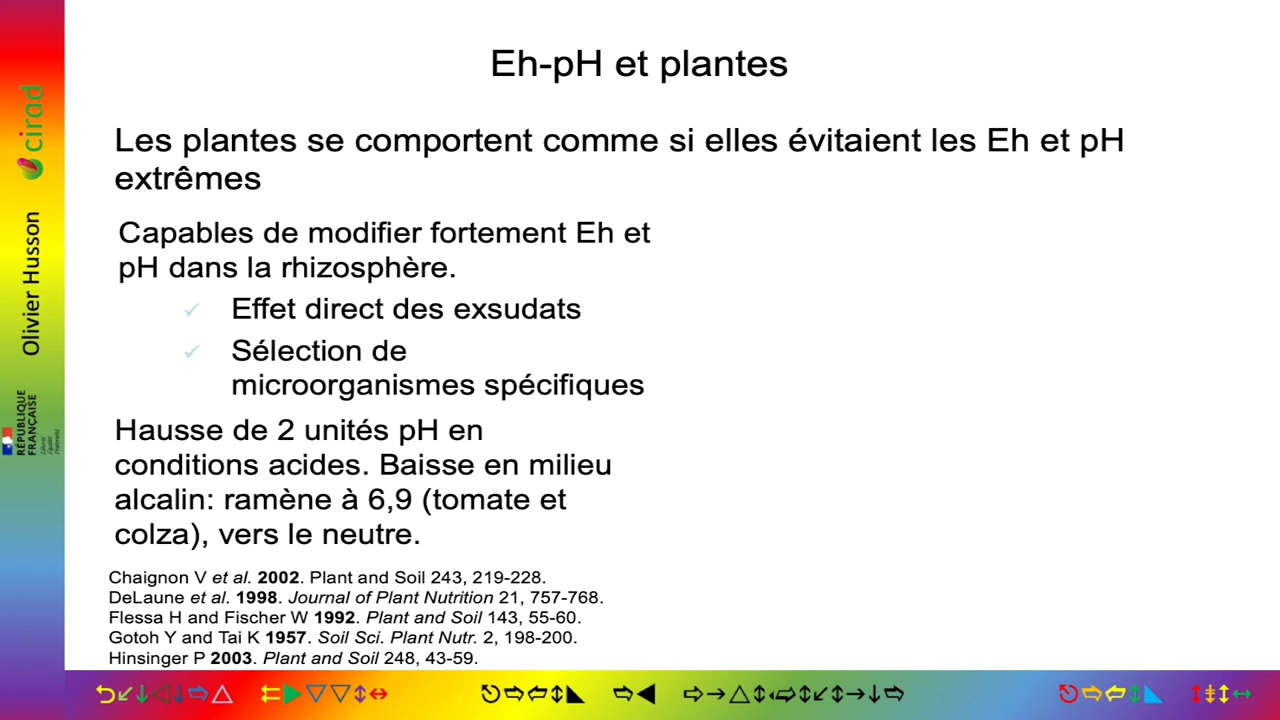 Eh-pH et plantes
Les plantes se comportent comme si elles évitaient les Eh et pH
extrêmes
Capables de modifier fortement Eh et
pH dans la rhizosphère.
Effet direct des exsudats
Sélection de
microorganismes spécifiques
Hausse de 2 unités pH en
conditions acides. Baisse en milieu
alcalin: ramène à 6,9 (tomate et
colza), vers le neutre.
Chaignon V et al. 2002. Plant and Soil 243, 219-228.
DeLaune et al. 1998. Journal of Plant Nutrition 21, 757-768.
Flessa H and Fischer W 1992. Plant and Soil 143, 55-60.
Gotoh Y and Tai K 1957. Soil Sci. Plant Nutr. 2, 198-200.
Hinsinger P 2003. Plant and Soil 248, 43-59.
cirad
Olivier Husson
RÉPUBLIQUE
FRANÇAISE